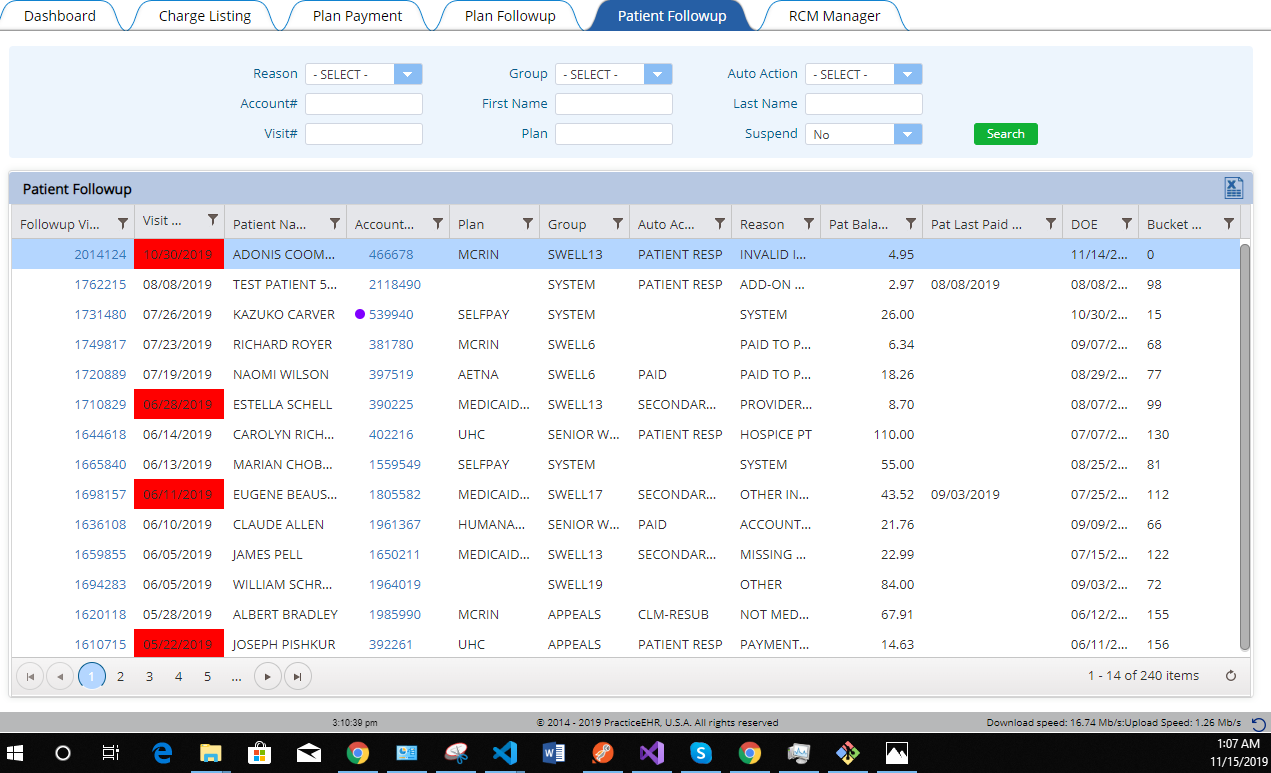 Dashboard Charge Listing Plan Payment Plan Followup Patient Followup RCM Manager
Reason - SELECT - Group - SELECT - Auto Action - SELECT -
Account# First Name Last Name
Visit# Plan Suspend No Search
Patient Followup
Followup Vi... Visit ... Patient Na... Account... Plan Group Auto Ac... Reason Pat Bala... Pat Last Paid ... DOE Bucket ...
2014124 10/30/2019 ADONIS COOM... 466678 MCRIN SWELL13 PATIENT RESP INVALID I... 4.95 11/14/2... 0
1762215 08/08/2019 TEST PATIENT 5... 2118490 SYSTEM PATIENT RESP ADD-ON ... 2.97 08/08/2019 08/08/2... 98
1731480 07/26/2019 KAZUKO CARVER 539940 SELFPAY SYSTEM SYSTEM 26.00 10/30/2... 15
1749817 07/23/2019 RICHARD ROYER 381780 MCRIN SWELL6 PAID TO P... 6.34 09/07/2... 68
1720889 07/19/2019 NAOMI WILSON 397519 AETNA SWELL6 PAID PAID TO P... 18.26 08/29/2... 77
1710829 06/28/2019 ESTELLA SCHELL 390225 MEDICAID... SWELL13 SECONDAR... PROVIDER... 8.70 08/07/2... 99
1644618 06/14/2019 CAROLYN RICH... 402216 UHC SENIOR W... PATIENT RESP HOSPICE PT 110.00 07/07/2... 130
1665840 06/13/2019 MARIAN CHOB... 1559549 SELFPAY SYSTEM SYSTEM 55.00 08/25/2... 81
1698157 06/11/2019 EUGENE BEAUS... 1805582 MEDICAID... SWELL17 SECONDAR... OTHER IN... 43.52 09/03/2019 07/25/2... 112
1636108 06/10/2019 CLAUDE ALLEN 1961367 HUMANA... SENIOR W... PAID ACCOUNT... 21.76 09/09/2... 66
1659855 06/05/2019 JAMES PELL 1650211 MEDICAID... SWELL13 SECONDAR... MISSING ... 22.99 07/15/2... 122
1694283 06/05/2019 WILLIAM SCHR... 1964019 SWELL19 OTHER 84.00 09/03/2... 72
1620118 05/28/2019 ALBERT BRADLEY 1985990 MCRIN APPEALS CLM-RESUB NOT MED... 67.91 06/12/2... 155
1610715 05/22/2019 JOSEPH PISHKUR 392261 UHC APPEALS PATIENT RESP PAYMENT... 14.63 06/11/2... 156
1 2 3 4 5 ... 1 - 14 of 240 items
3:10:39 pm © 2014 - 2019 PracticeEHR, U.S.A. All rights reserved Download speed: 16.74 Mb/s:Upload Speed: 1.26 Mb/s
1:07 AM
11/15/2019